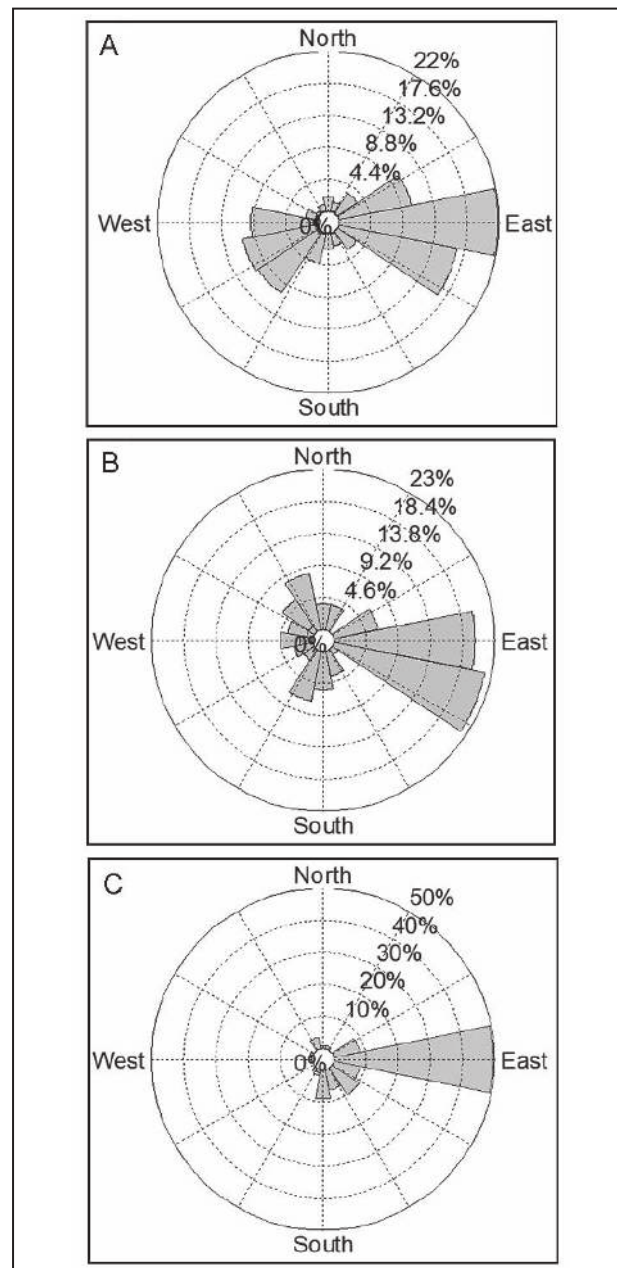 A
North
22%
17.6%
13.2%
8.8%
4.4%
West 0% East
South
B
North
23%
18.4%
13.8%
9.2%
4.6%
West 0% East
South
C
North
50%
40%
30%
20%
10%
West 0% East
South